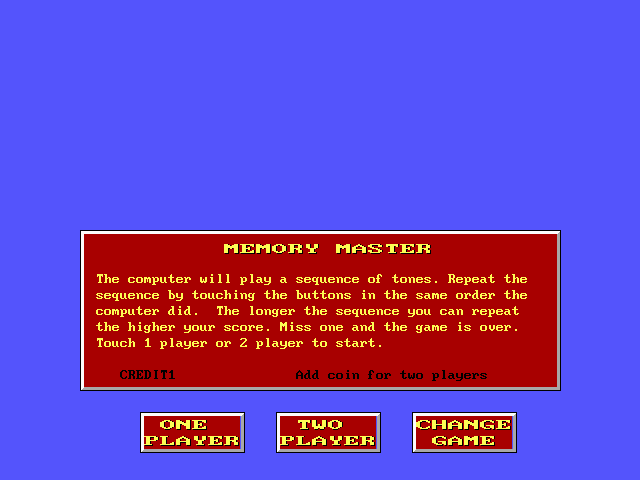 MEMORY MASTER
The computer will play a sequence of tones. Repeat the
sequence by touching the buttons in the same order the
computer did.  The longer the sequence you can repeat
the higher your score. Miss one and the game is over.
Touch 1 player or 2 player to start.
CREDIT1 Add coin for two players
ONE PLAYER
TWO PLAYER
CHANGE GAME